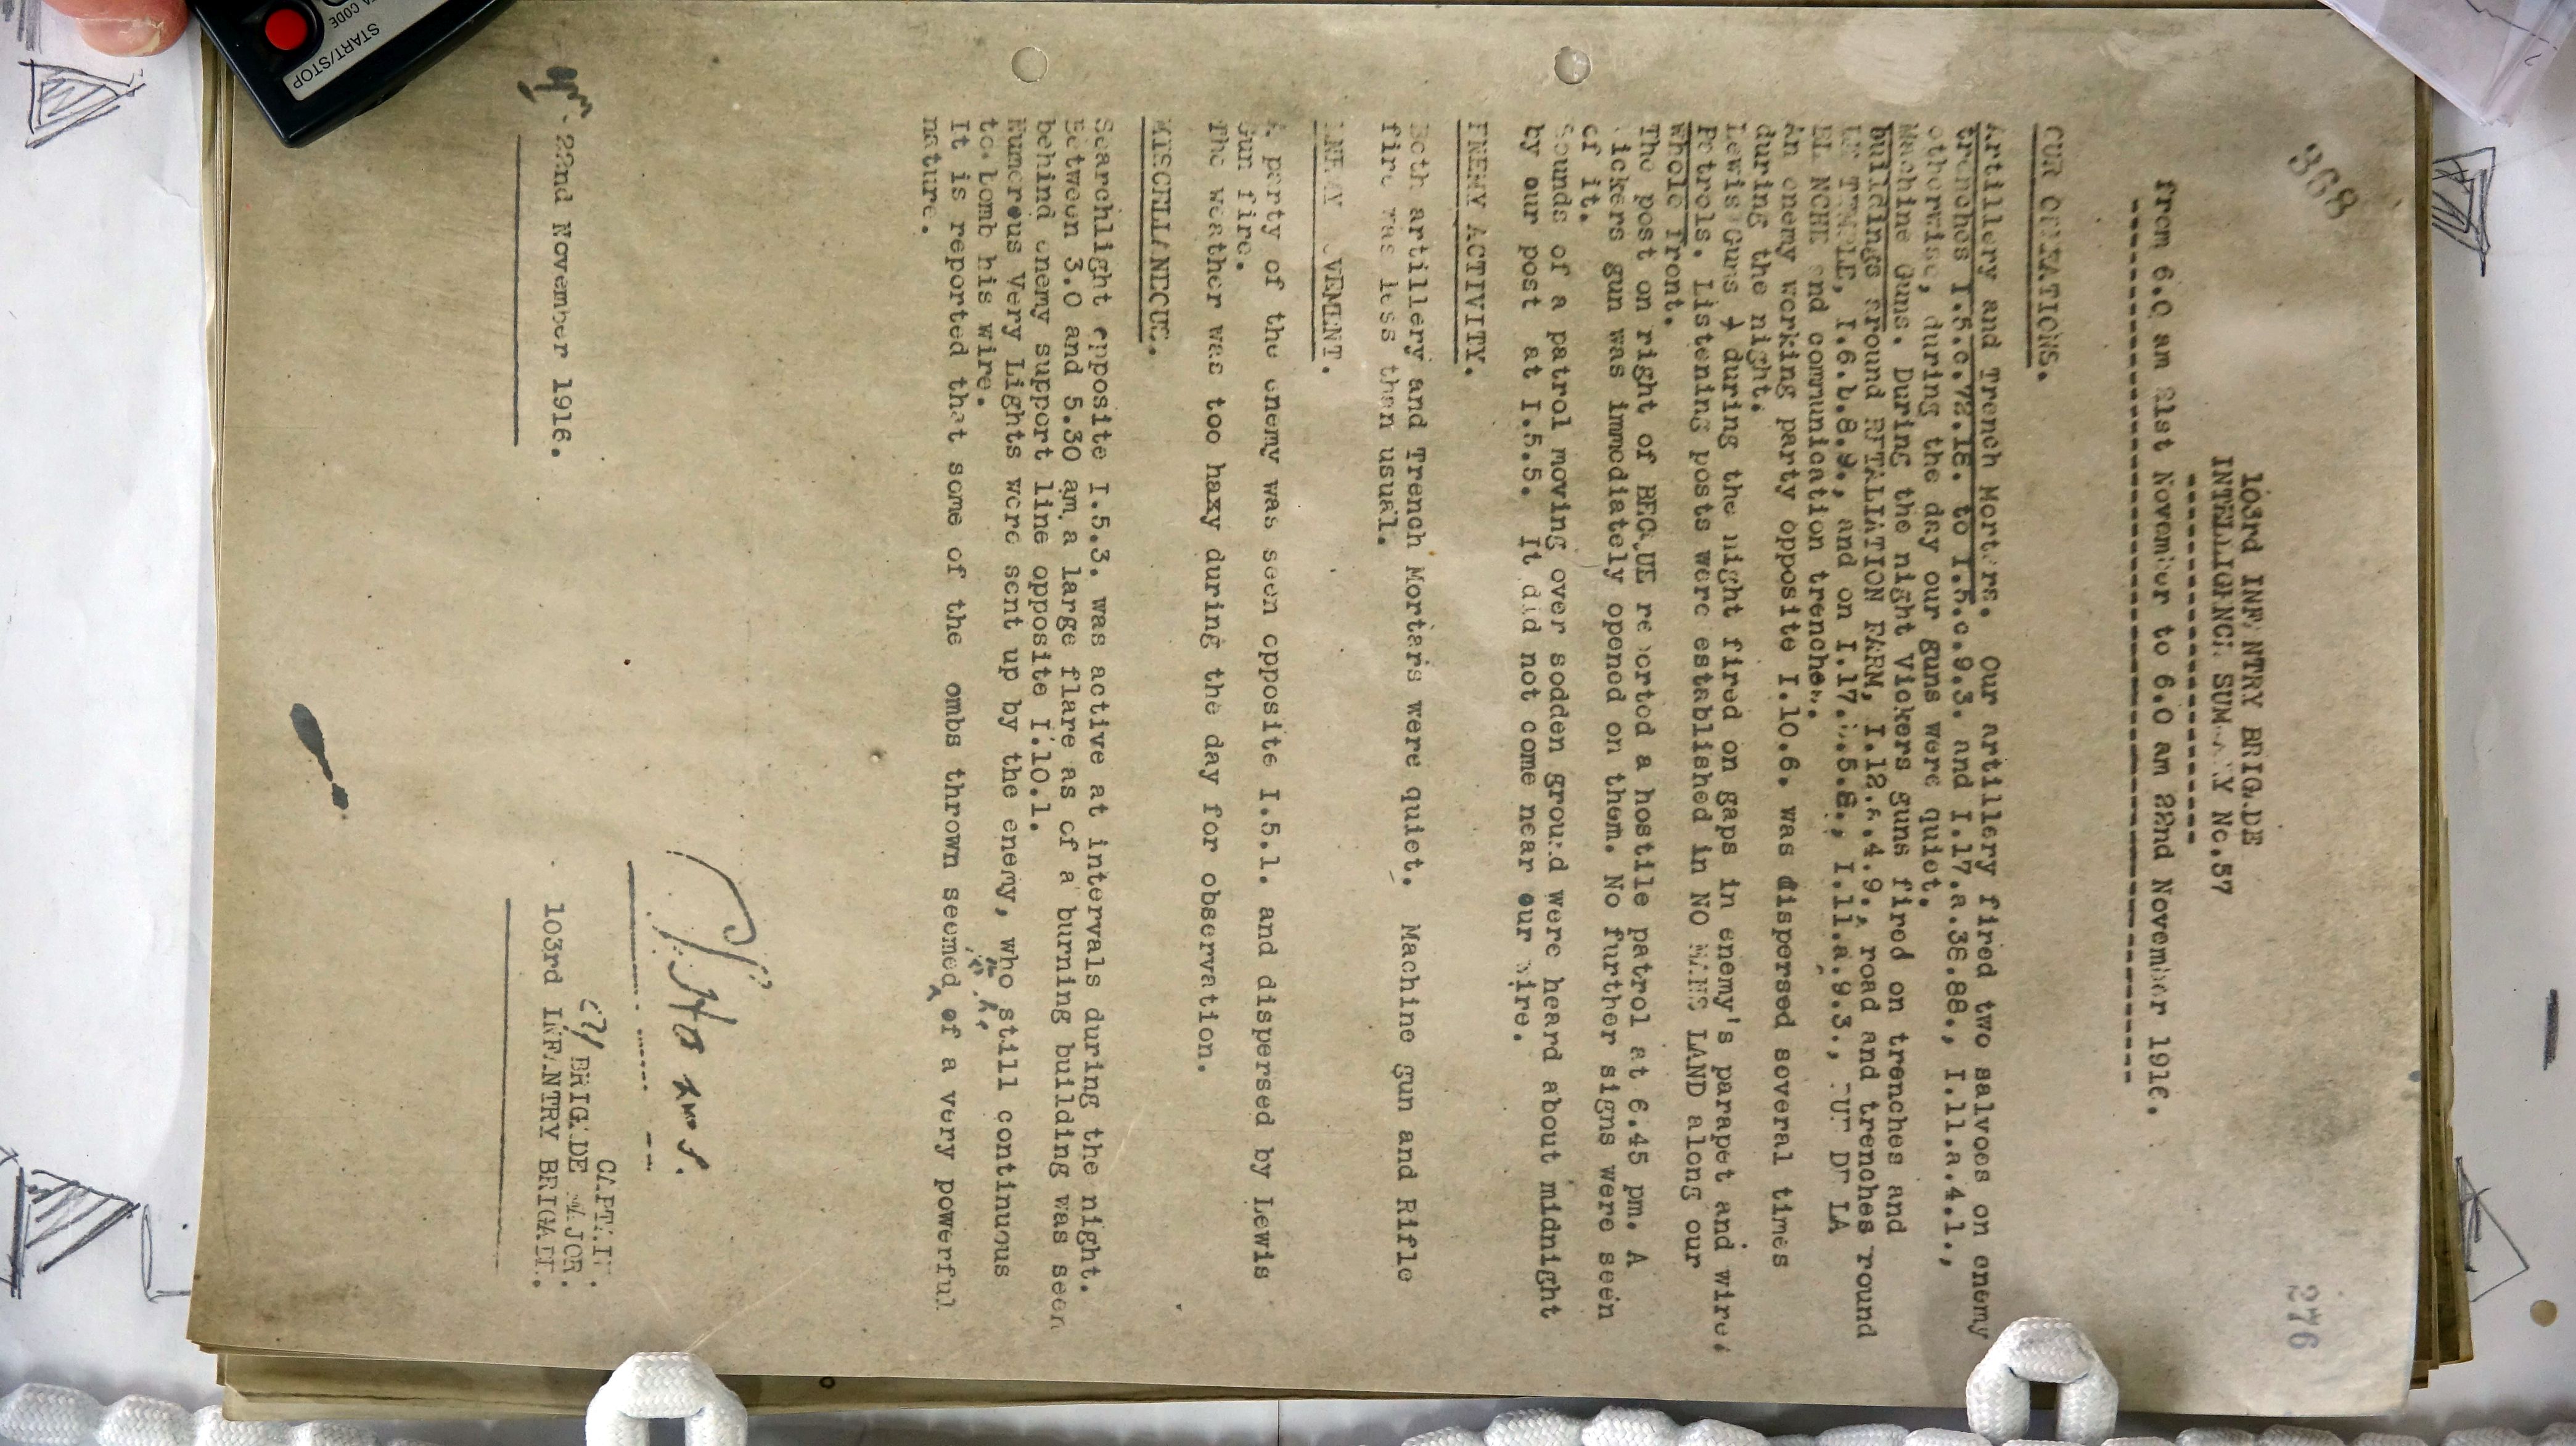 368
276
103rd INFANTRY BRIGADE
INTELLIGENCE SUMMARY No.57
from 6.0 am 21st November to 6.0 am 22nd November 1916.
OUR OPERATIONS.
Artillery and Trench Mortars. Our artillery fired two salvoes on enemy
trenches I.5.c.72.15. to I.5.c.9.3. and I.17.a.38.88., I.11.a.4.1.,
otherwise, during the day our guns were quiet.
Machine Guns. During the night Vickers guns fired on trenches and
buildings around RETALIATION FARM, I.12. road and trenches round
LE TEMPLE, I.6.b.8.9., and on I.17. I.11.a.9.3., RUE DE LA
BLANCHE and communication trenches.
An enemy working party opposite I.10.6. was dispersed several times
during the night.
Lewis Guns during the night fired on gaps in enemy's parapet and wire.
Patrols. Listening posts were established in NO MANS LAND along our
whole front.
The post on right of BECQUE reported a hostile patrol at 6.45 pm. A
Vickers gun was immediately opened on them. No further signs were seen
of it.
Sounds of a patrol moving over sodden ground were heard about midnight
by our post at I.5.5. It did not come near our wire.
ENEMY ACTIVITY.
Both artillery and Trench Mortars were quiet. Machine gun and Rifle
fire was less than usual.
ENEMY MOVEMENT.
A party of the enemy was seen opposite I.5.1. and dispersed by Lewis
Gun fire.
The weather was too haxy during the day for observation.
MISCELLANEOUS.
Searchlight opposite I.5.3. was active at intervals during the night.
Between 3.0 and 5.30 am a large flare as of a burning building was seen
behind enemy support line opposite I.10.1.
Numerous Very Lights were sent up by the enemy, who still continuous
to bomb his wire.
It is reported that some of the ombs thrown seemed to be of a very powerful
nature.
CAPTAIN.
BRIGADE MAJOR.
22nd November 1916.
103rd INFANTRY BRIGADE.
START/STOP